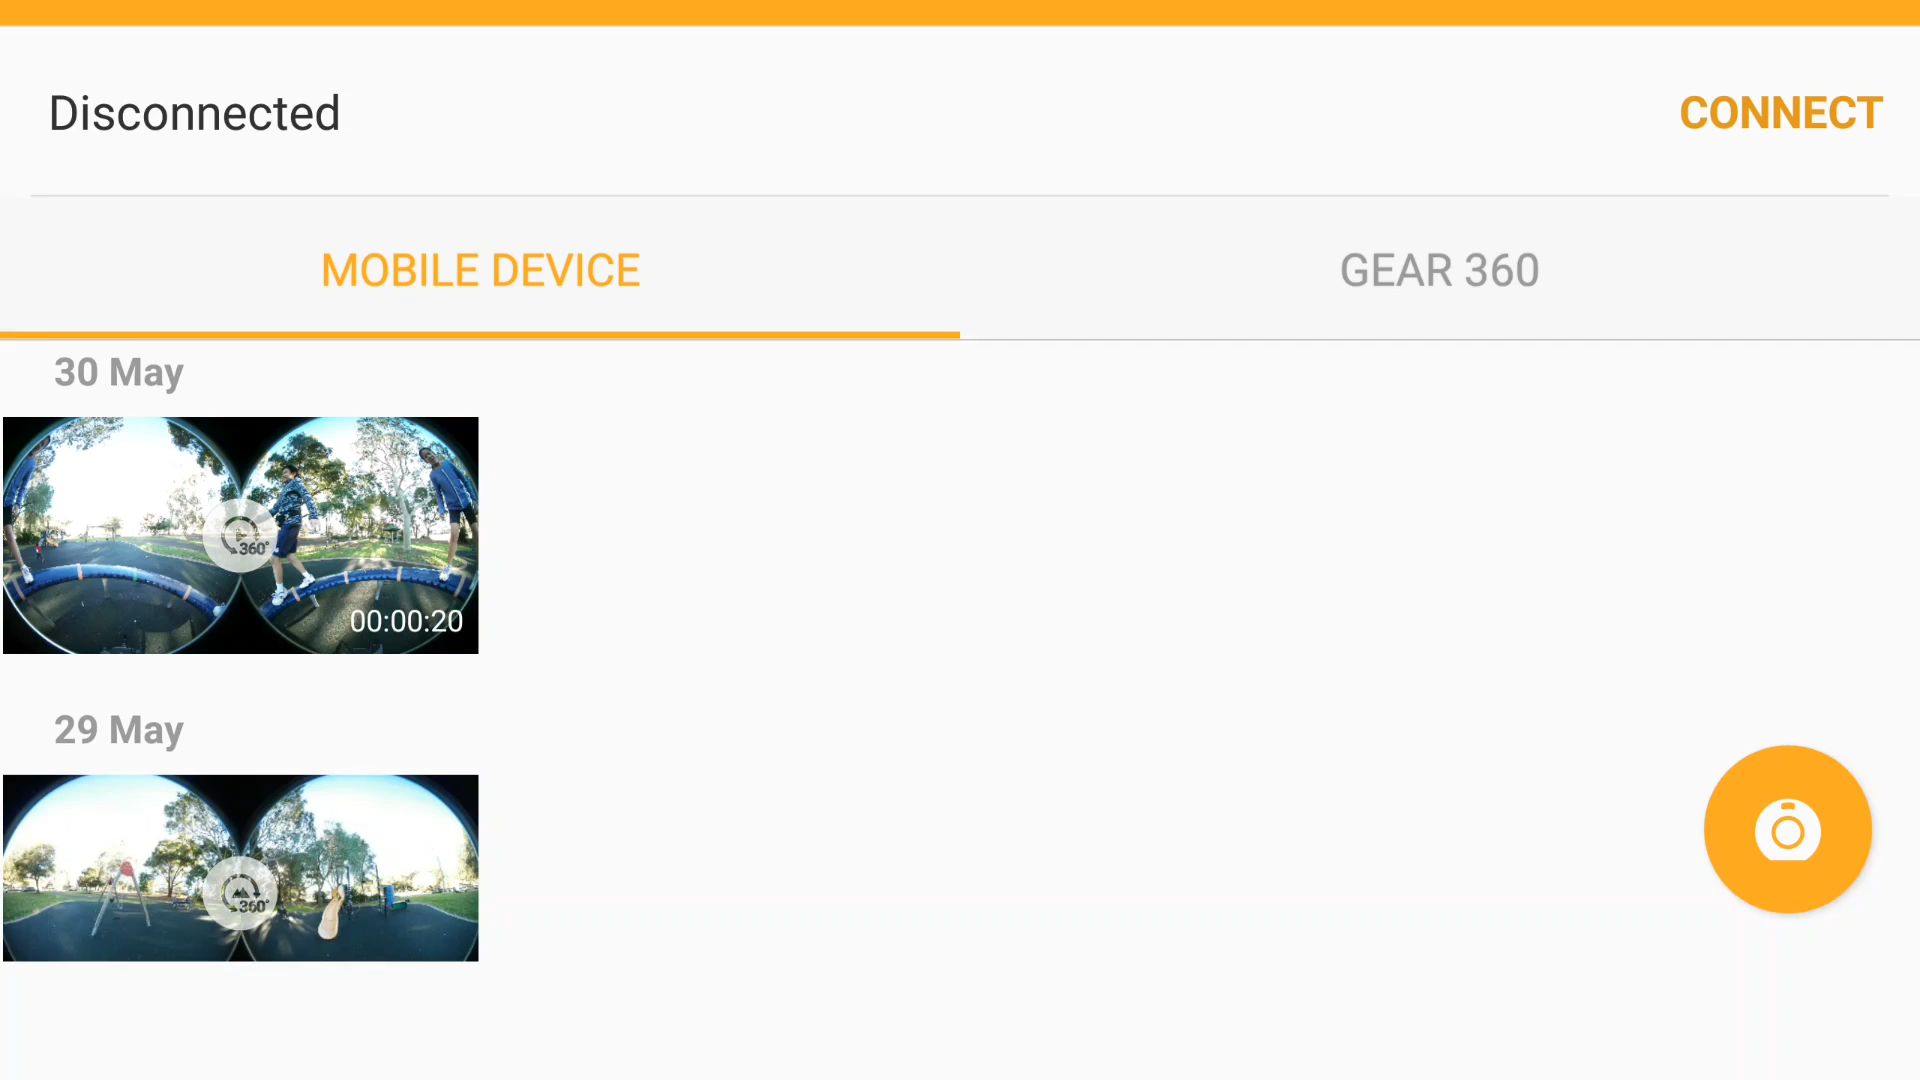 Disconnected
CONNECT
MOBILE DEVICE
GEAR 360
30 May
360°
00:00:20
29 May
360°